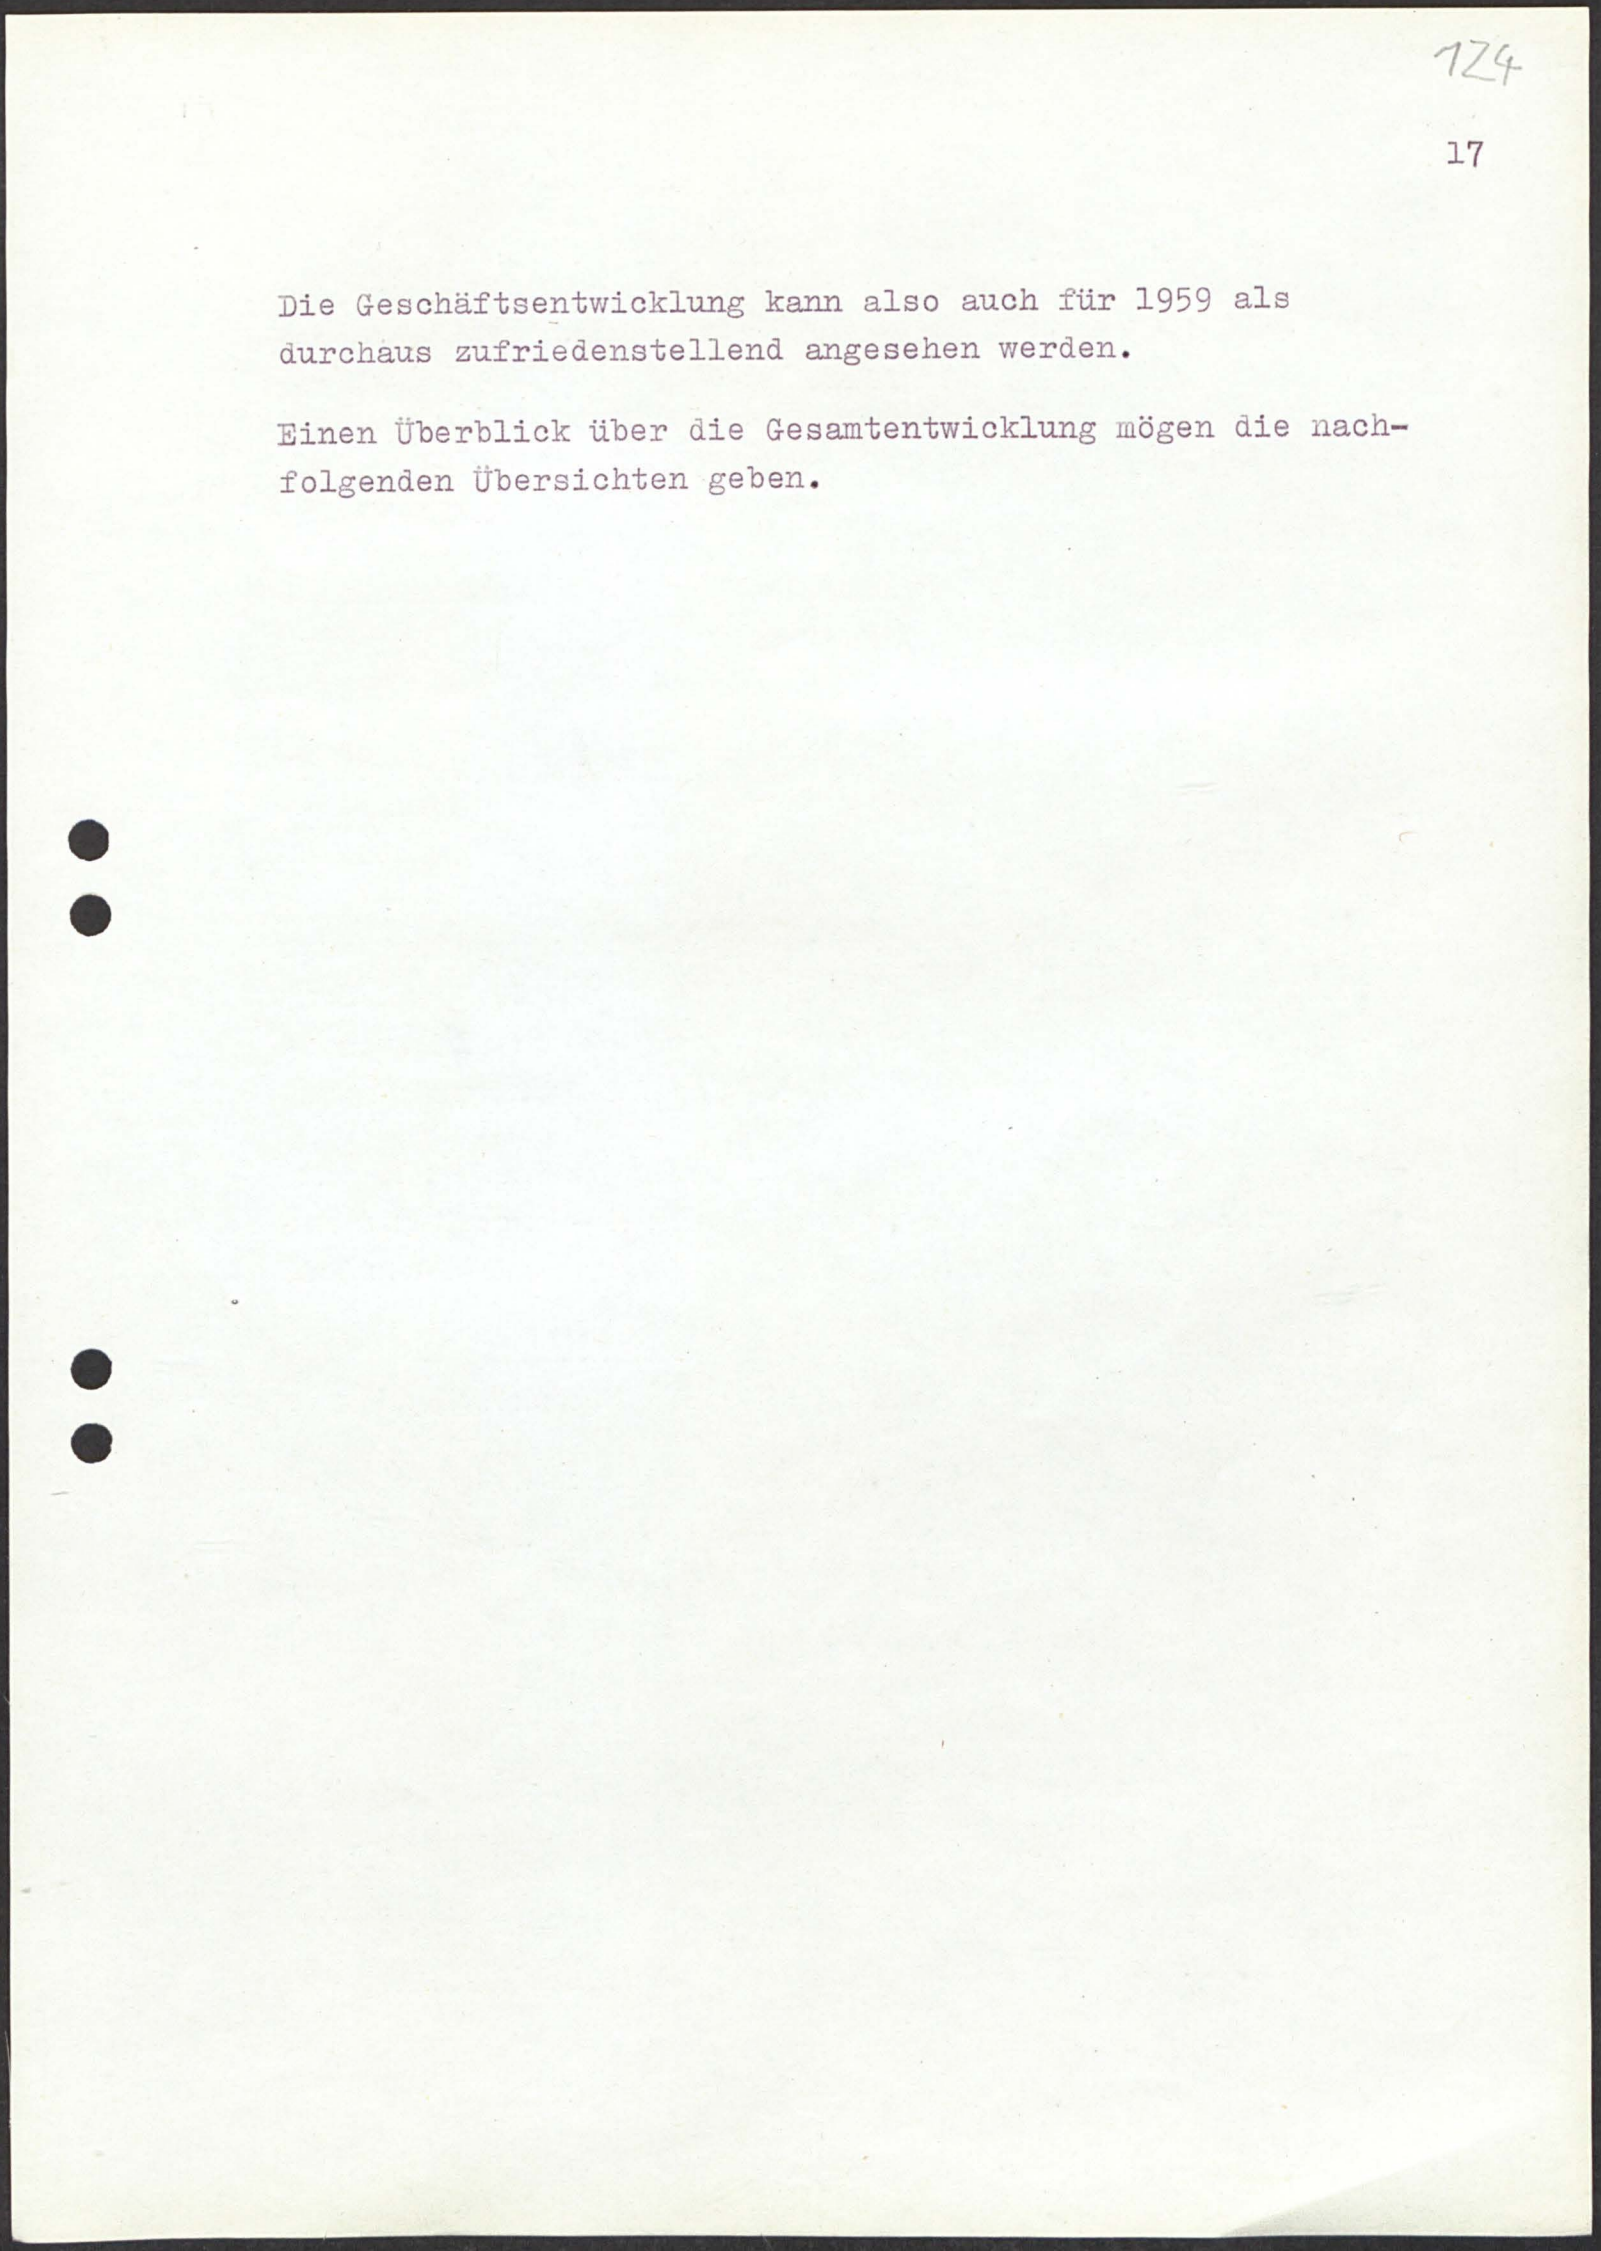 124
17
Die Geschäftsentwicklung kann also auch für 1959 als
durchaus zufriedenstellend angesehen werden.
Einen Überblick über die Gesamtentwicklung mögen die nach-
folgenden Übersichten geben.